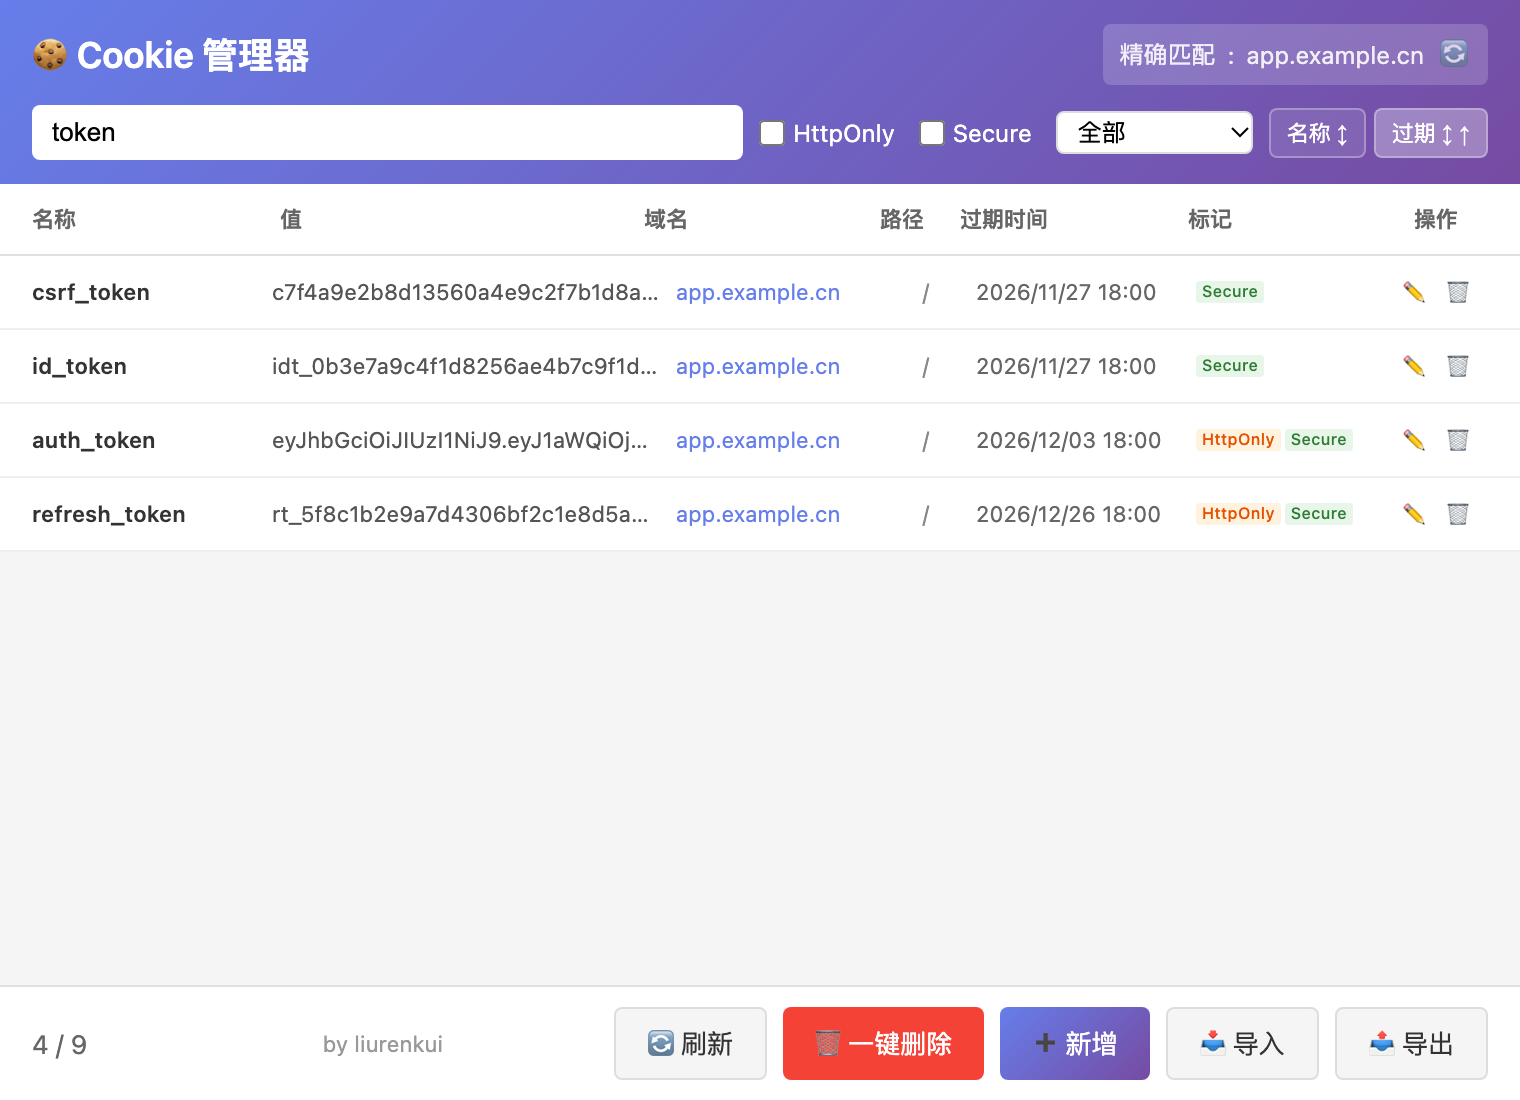 Cookie 管理器
精确匹配 : app.example.cn
token
HttpOnly
Secure
全部
名称 ↕
过期 ↕ ↑
名称 值 域名 路径 过期时间 标记 操作
csrf_token c7f4a9e2b8d13560a4e9c2f7b1d8a... app.example.cn / 2026/11/27 18:00 Secure
id_token idt_0b3e7a9c4f1d8256ae4b7c9f1d... app.example.cn / 2026/11/27 18:00 Secure
auth_token eyJhbGciOiJIUzI1NiJ9.eyJ1aWQiOj... app.example.cn / 2026/12/03 18:00 HttpOnly Secure
refresh_token rt_5f8c1b2e9a7d4306bf2c1e8d5a... app.example.cn / 2026/12/26 18:00 HttpOnly Secure
4 / 9
by liurenkui
刷新
一键删除
+ 新增
导入
导出